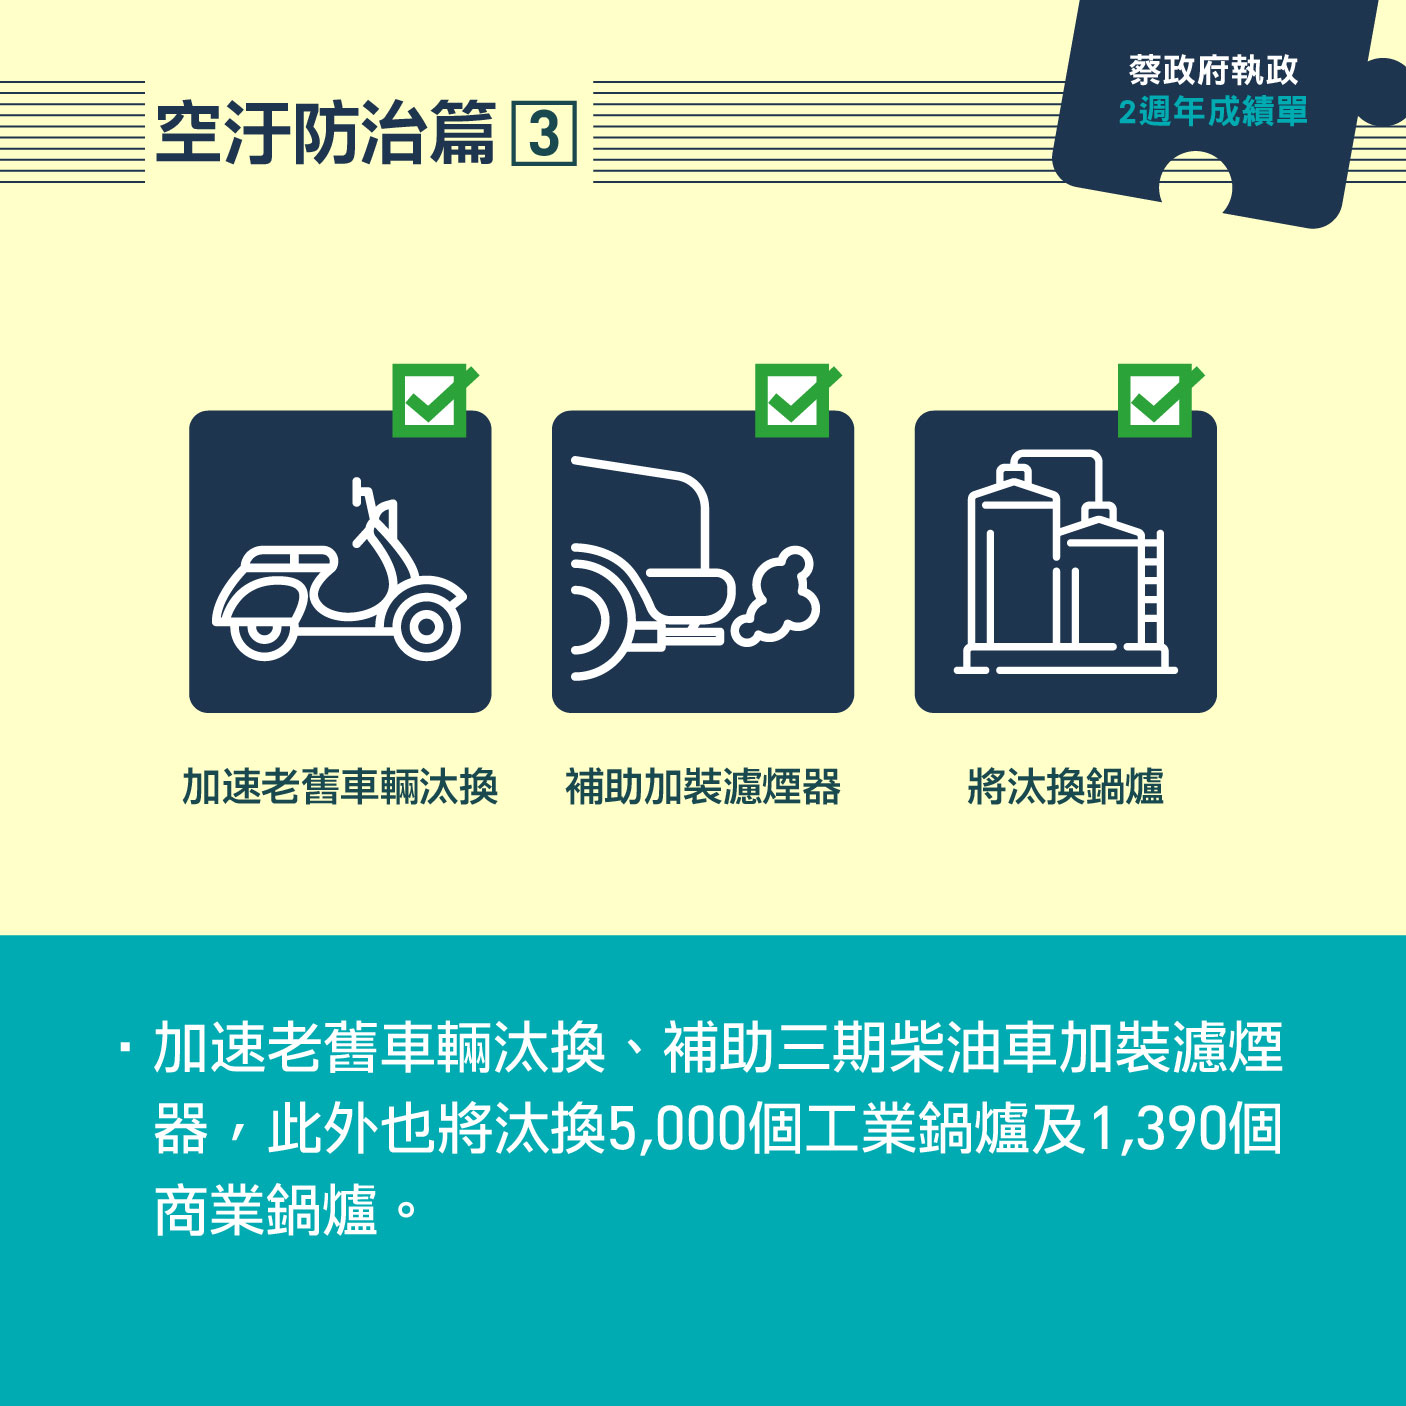 蔡政府執政
2週年成績單
空汙防治篇 3
加速老舊車輛汰換
補助加裝濾煙器
將汰換鍋爐
·加速老舊車輛汰換、補助三期柴油車加裝濾煙
器，此外也將汰換5,000個工業鍋爐及1,390個
商業鍋爐。